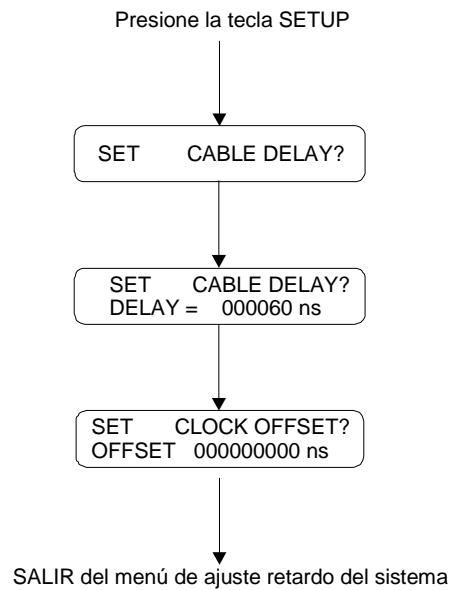 Presione la tecla SETUP
SET CABLE DELAY?
SET CABLE DELAY?
DELAY = 000060 ns
SET CLOCK OFFSET?
OFFSET 000000000 ns
SALIR del menú de ajuste retardo del sistema